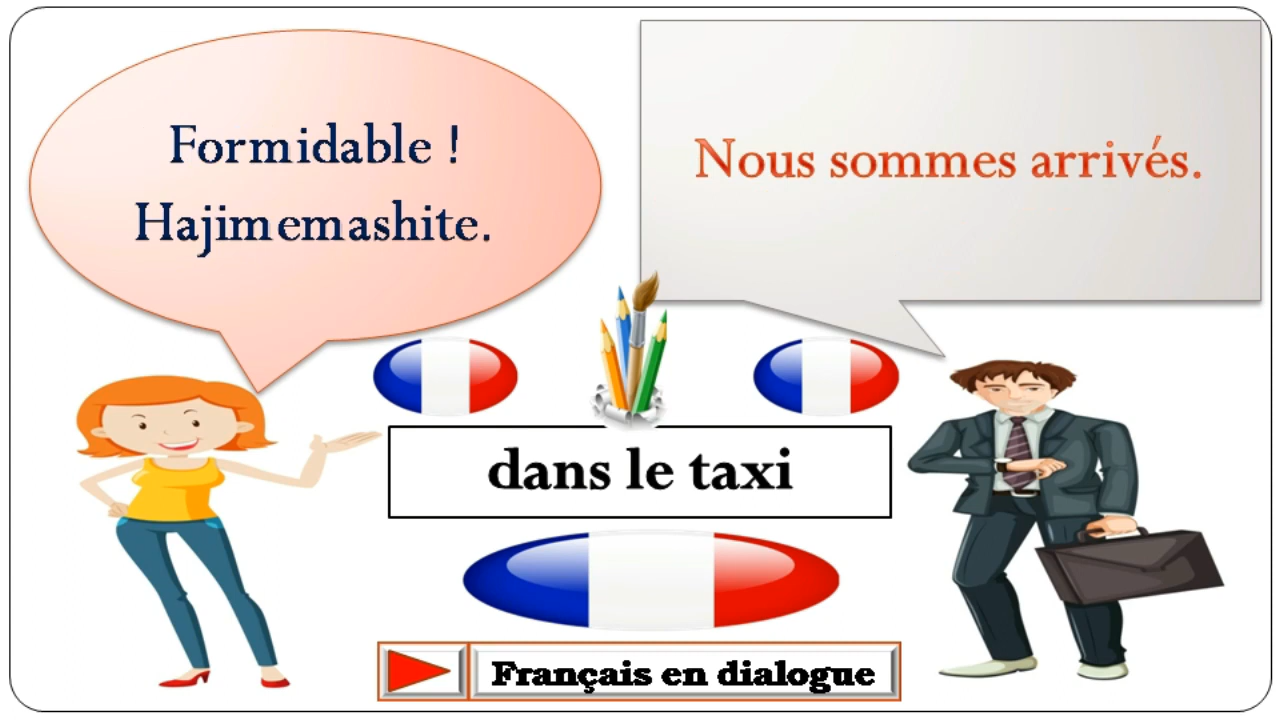 Formidable !
Hajimemashite.
Nous sommes arrivés.
dans le taxi
Français en dialogue